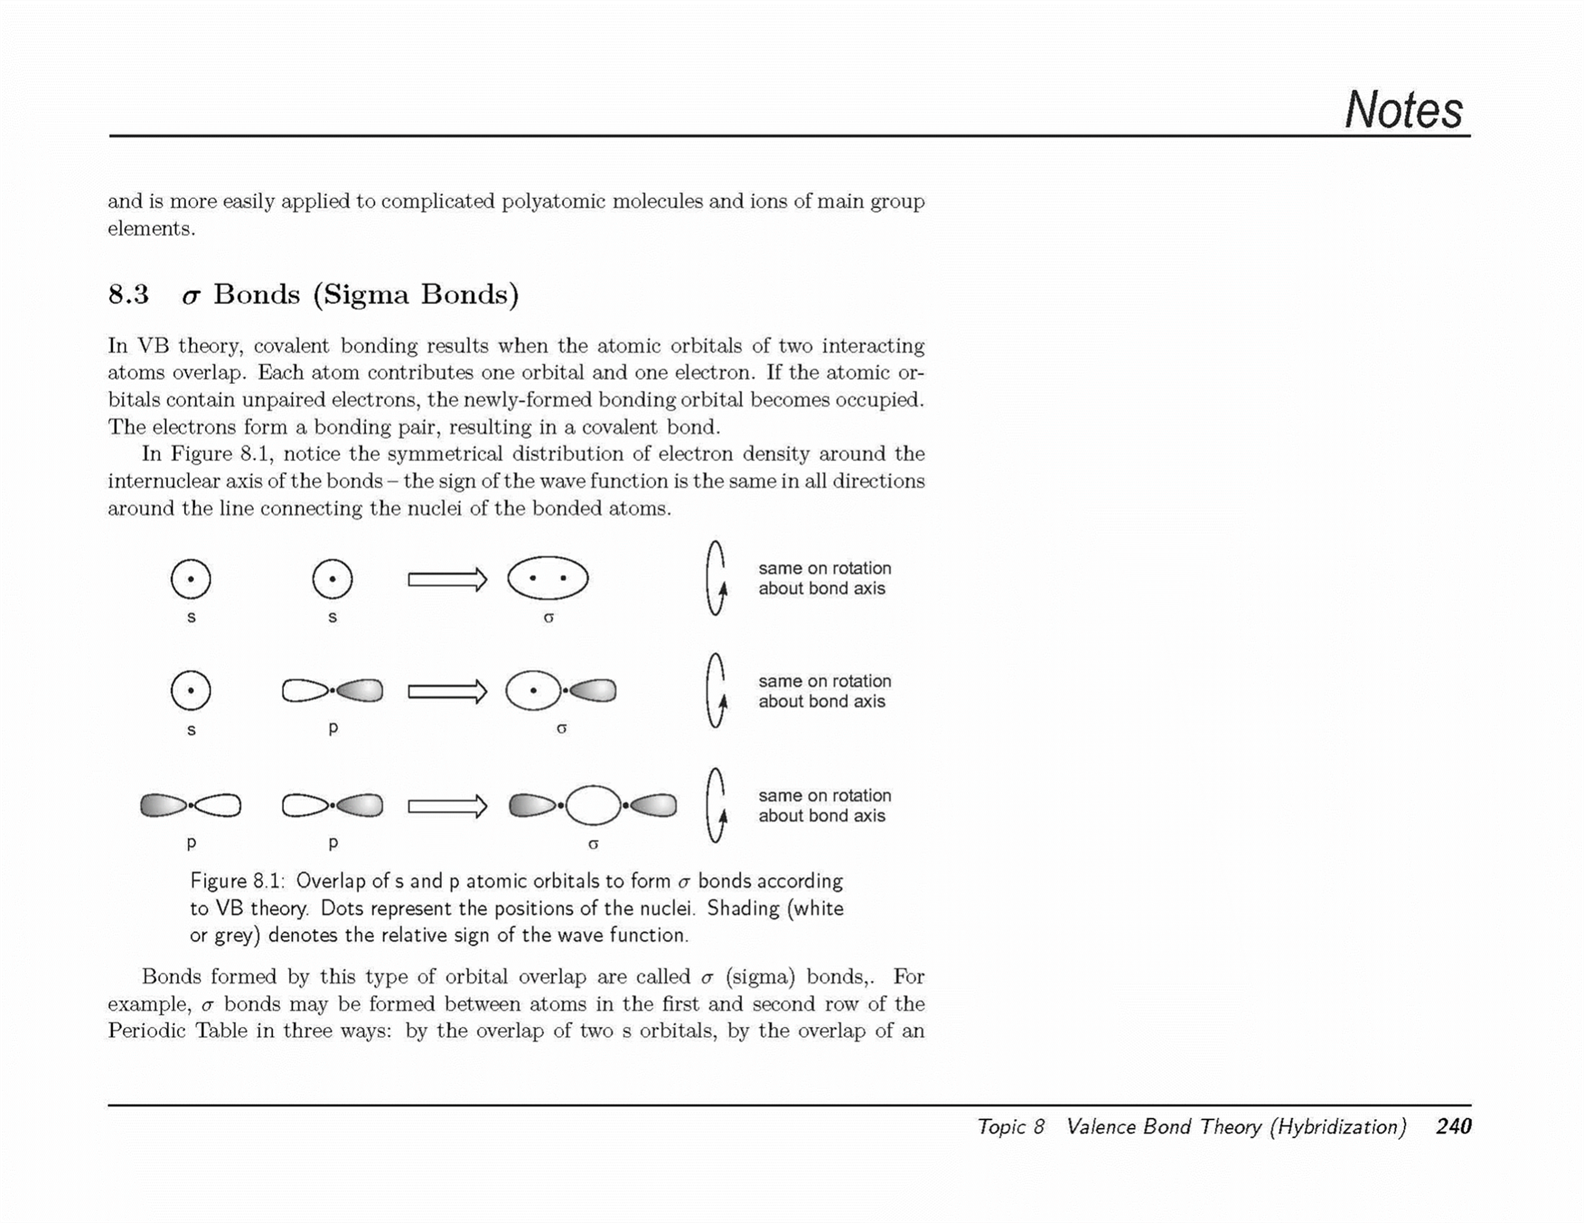 Notes
and is more easily applied to complicated polyatomic molecules and ions of main group
elements.
8.3 σ Bonds (Sigma Bonds)
In VB theory, covalent bonding results when the atomic orbitals of two interacting
atoms overlap. Each atom contributes one orbital and one electron. If the atomic or-
bitals contain unpaired electrons, the newly-formed bonding orbital becomes occupied.
The electrons form a bonding pair, resulting in a covalent bond.
In Figure 8.1, notice the symmetrical distribution of electron density around the
internuclear axis of the bonds – the sign of the wave function is the same in all directions
around the line connecting the nuclei of the bonded atoms.
same on rotation
about bond axis
s s σ
same on rotation
about bond axis
s p σ
same on rotation
about bond axis
p p σ
Figure 8.1: Overlap of s and p atomic orbitals to form σ bonds according
to VB theory. Dots represent the positions of the nuclei. Shading (white
or grey) denotes the relative sign of the wave function.
Bonds formed by this type of orbital overlap are called σ (sigma) bonds,. For
example, σ bonds may be formed between atoms in the first and second row of the
Periodic Table in three ways: by the overlap of two s orbitals, by the overlap of an
Topic 8 Valence Bond Theory (Hybridization) 240